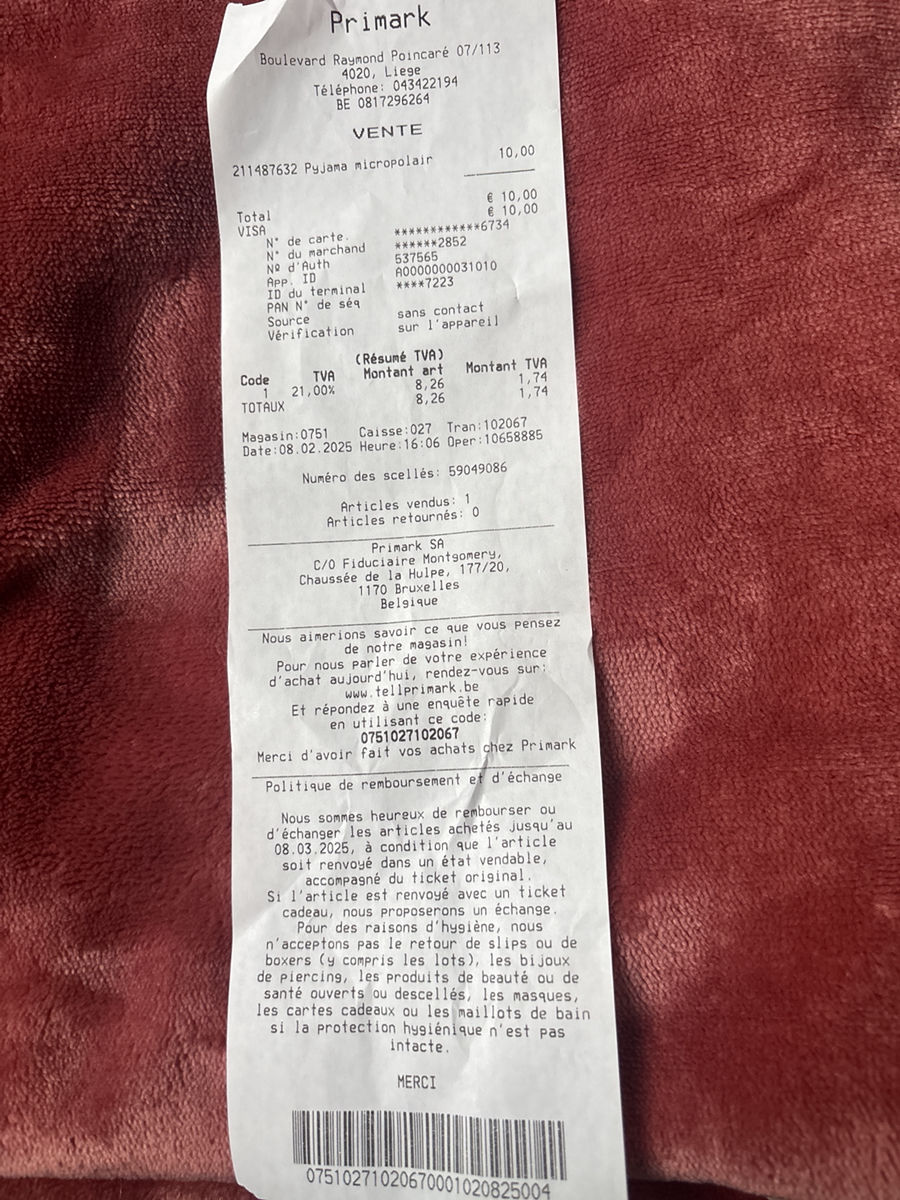 Primark
Boulevard Raymond Poincaré 07/113
4020, Liege
Téléphone: 043422194
BE 0817296264
VENTE
211487632 Pyjama micropolair 10,00
Total € 10,00
VISA € 10,00
N° de carte. ************6734
N° du marchand ******2852
Nº d'Auth 537565
App. ID A0000000031010
ID du terminal ****7223
PAN N° de séq
Source sans contact
Vérification sur l'appareil
(Résumé TVA)
Code TVA Montant art Montant TVA
1 21,00% 8,26 1,74
TOTAUX 8,26 1,74
Magasin:0751 Caisse:027 Tran:102067
Date:08.02.2025 Heure:16:06 Oper:10658885
Numéro des scellés: 59049086
Articles vendus: 1
Articles retournés: 0
Primark SA
C/O Fiduciaire Montgomery,
Chaussée de la Hulpe, 177/20,
1170 Bruxelles
Belgique
Nous aimerions savoir ce que vous pensez
de notre magasin!
Pour nous parler de votre expérience
d'achat aujourd'hui, rendez-vous sur:
www.tellprimark.be
Et répondez à une enquête rapide
en utilisant ce code:
0751027102067
Merci d'avoir fait vos achats chez Primark
Politique de remboursement et d'échange
Nous sommes heureux de rembourser ou
d'échanger les articles achetés jusqu'au
08.03.2025, à condition que l'article
soit renvoyé dans un état vendable,
accompagné du ticket original.
Si l'article est renvoyé avec un ticket
cadeau, nous proposerons un échange.
Pour des raisons d'hygiène, nous
n'acceptons pas le retour de slips ou de
boxers (y compris les lots), les bijoux
de piercing, les produits de beauté ou de
santé ouverts ou descellés, les masques,
les cartes cadeaux ou les maillots de bain
si la protection hygiénique n'est pas
intacte.
MERCI
0751027102067000102082​5004